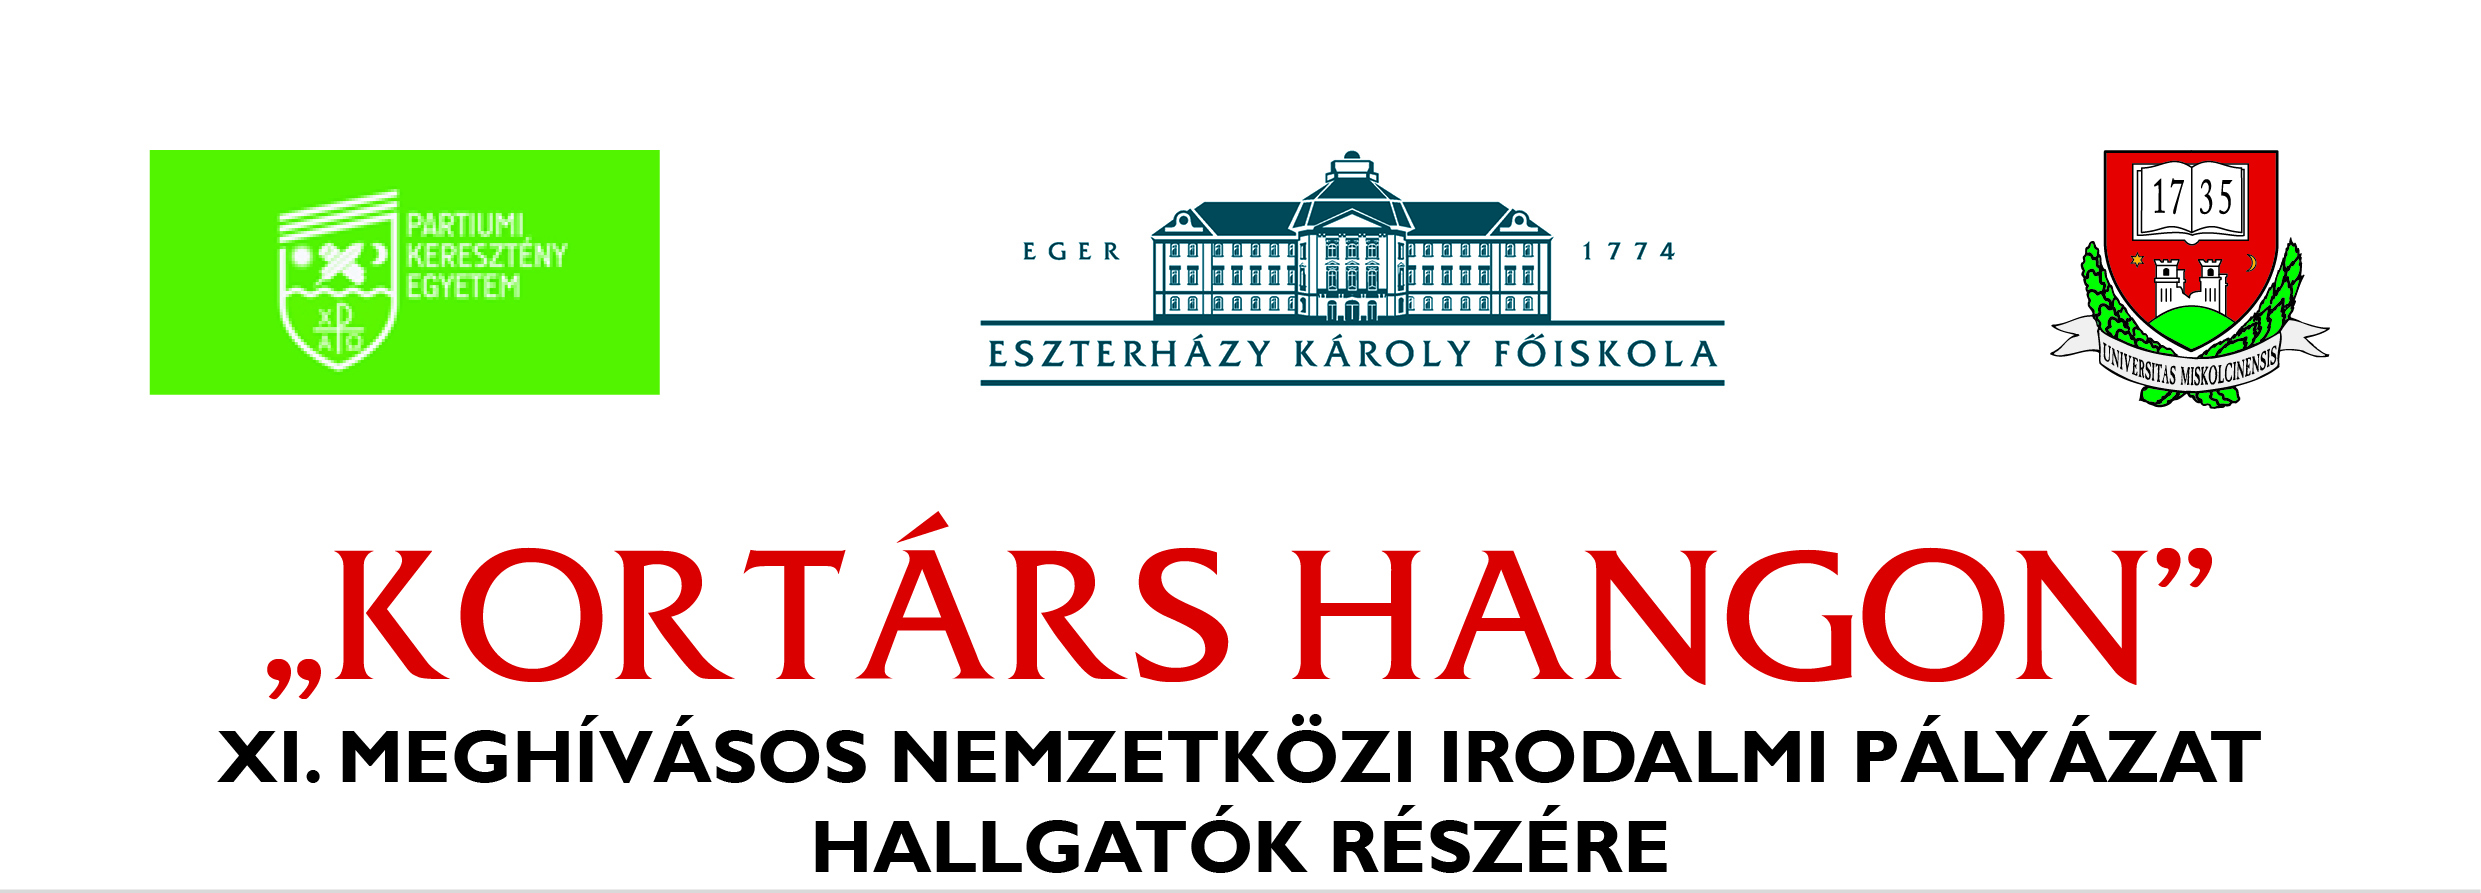 PARTIUMI
KERESZTÉNY
EGYETEM
X P
A Ω
EGER 1774
ESZTERHÁZY KÁROLY FŐISKOLA
17 35
UNIVERSITAS MISKOLCINENSIS
„KORTÁRS HANGON”
XI. MEGHÍVÁSOS NEMZETKÖZI IRODALMI PÁLYÁZAT
HALLGATÓK RÉSZÉRE